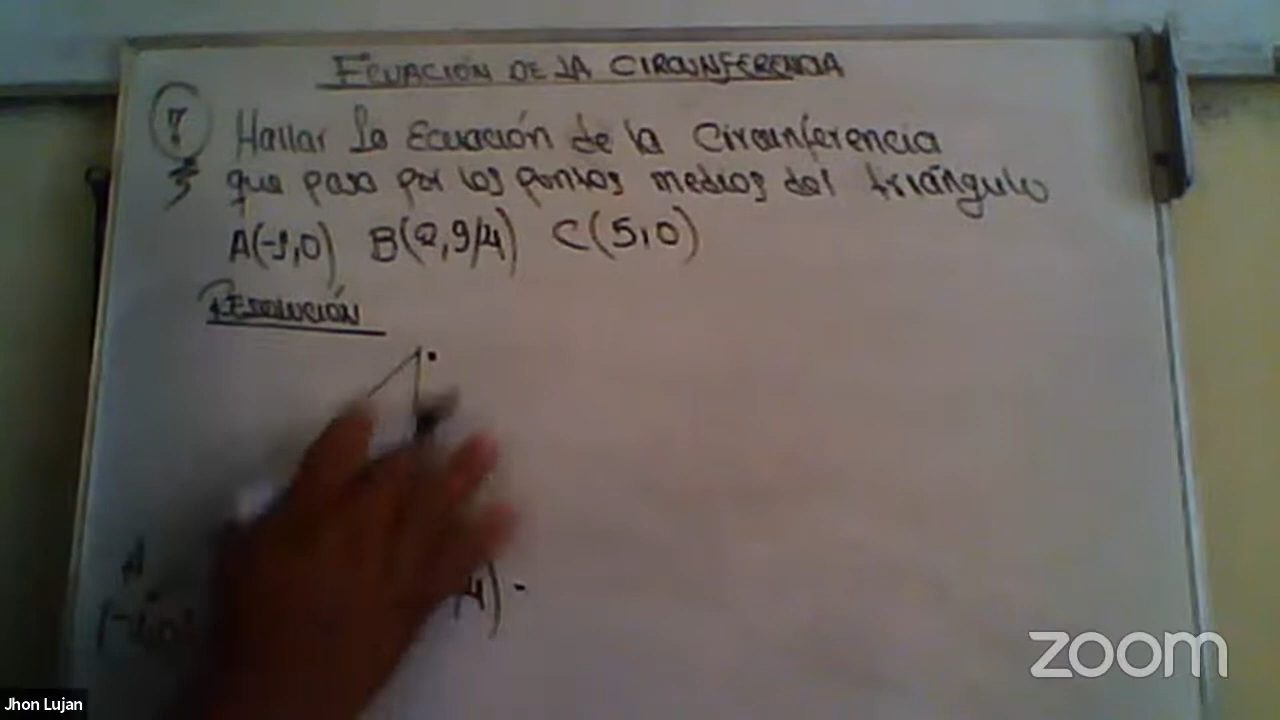 ECUACIÓN DE LA CIRCUNFERENCIA
7 Hallar la Ecuación de la Circunferencia
que pasa por los puntos medios del triángulo
A(-1,0) B(2,9/4) C(5,0)
RESOLUCIÓN
A
/4)
zoom
Jhon Lujan